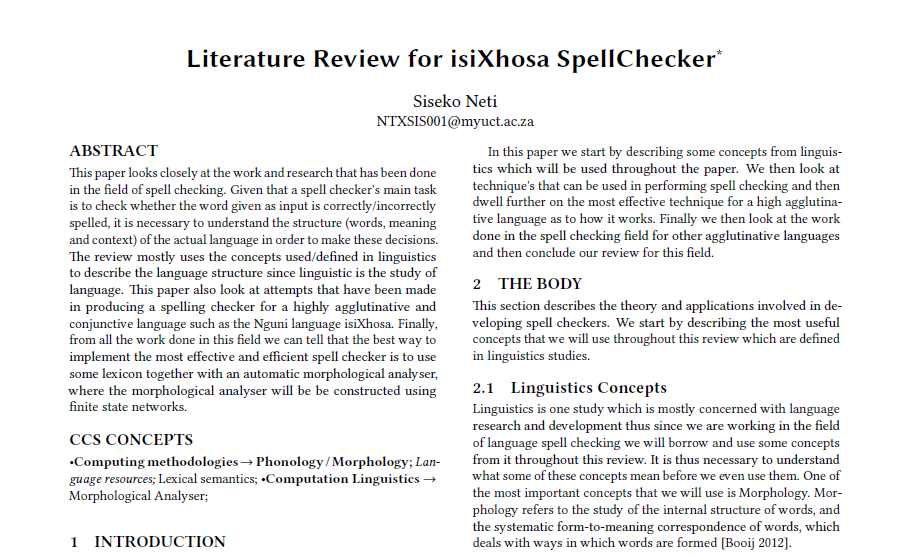 Literature Review for isiXhosa SpellChecker*
Siseko Neti
NTXSIS001@myuct.ac.za
ABSTRACT
This paper looks closely at the work and research that has been done
in the field of spell checking. Given that a spell checker's main task
is to check whether the word given as input is correctly/incorrectly
spelled, it is necessary to understand the structure (words, meaning
and context) of the actual language in order to make these decisions.
The review mostly uses the concepts used/defined in linguistics
to describe the language structure since linguistic is the study of
language. This paper also look at attempts that have been made
in producing a spelling checker for a highly agglutinative and
conjunctive language such as the Nguni language isiXhosa. Finally,
from all the work done in this field we can tell that the best way to
implement the most effective and efficient spell checker is to use
some lexicon together with an automatic morphological analyser,
where the morphological analyser will be be constructed using
finite state networks.
CCS CONCEPTS
•Computing methodologies → Phonology / Morphology; Lan-
guage resources; Lexical semantics; •Computation Linguistics →
Morphological Analyser;
1 INTRODUCTION
In this paper we start by describing some concepts from linguis-
tics which will be used throughout the paper. We then look at
technique's that can be used in performing spell checking and then
dwell further on the most effective technique for a high agglutina-
tive language as to how it works. Finally we then look at the work
done in the spell checking field for other agglutinative languages
and then conclude our review for this field.
2 THE BODY
This section describes the theory and applications involved in de-
veloping spell checkers. We start by describing the most useful
concepts that we will use throughout this review which are defined
in linguistics studies.
2.1 Linguistics Concepts
Linguistics is one study which is mostly concerned with language
research and development thus since we are working in the field
of language spell checking we will borrow and use some concepts
from it throughout this review. It is thus necessary to understand
what some of these concepts mean before we even use them. One of
the most important concepts that we will use is Morphology. Mor-
phology refers to the study of the internal structure of words, and
the systematic form-to-meaning correspondence of words, which
deals with ways in which words are formed [Booij 2012].